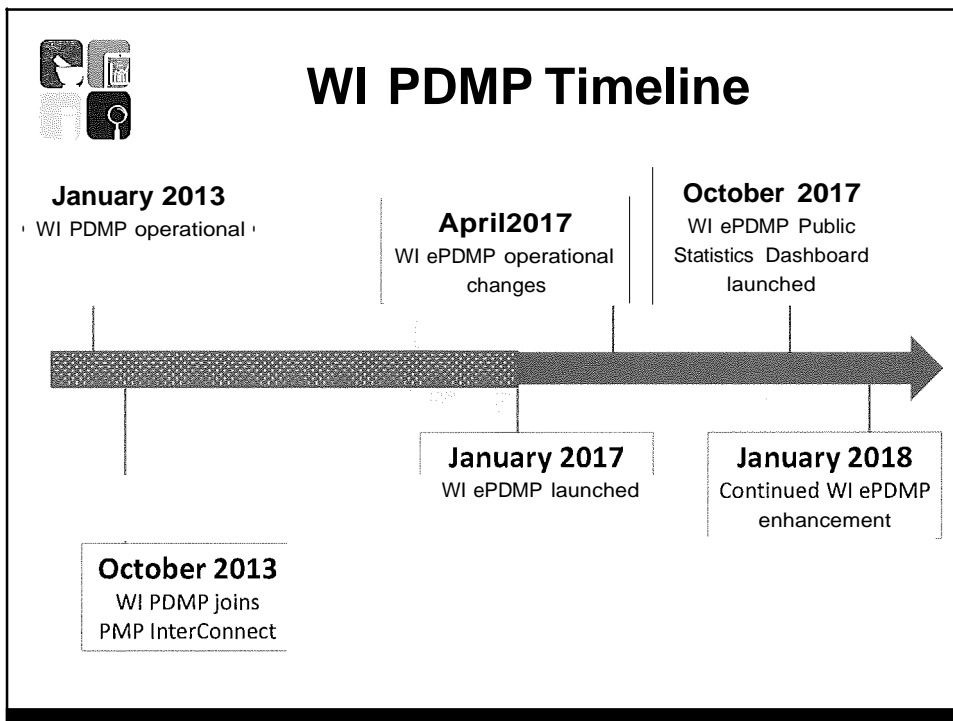 WI PDMP Timeline
January 2013
WI PDMP operational
April2017
WI ePDMP operational
changes
October 2017
WI ePDMP Public
Statistics Dashboard
launched
January 2017
WI ePDMP launched
January 2018
Continued WI ePDMP
enhancement
October 2013
WI PDMP joins
PMP InterConnect